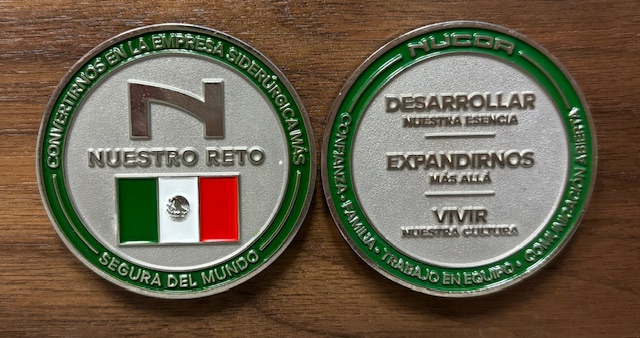 CONVERTIRNOS EN LA EMPRESA SIDERÚRGICA MÁS
N
NUESTRO RETO
SEGURA DEL MUNDO
NUCOR
DESARROLLAR
NUESTRA ESENCIA
EXPANDIRNOS
MÁS ALLÁ
VIVIR
NUESTRA CULTURA
CONFIANZA • FAMILIA • TRABAJO EN EQUIPO • COMUNICACIÓN ABIERTA